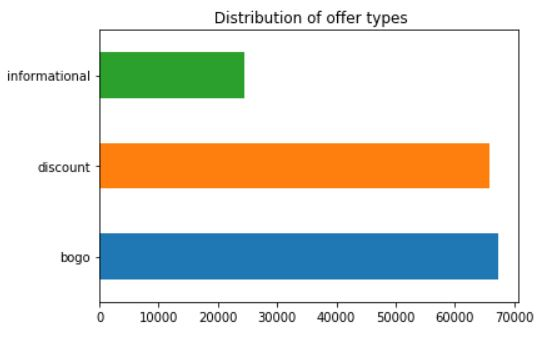 Distribution of offer types
informational
discount
bogo
0 10000 20000 30000 40000 50000 60000 70000